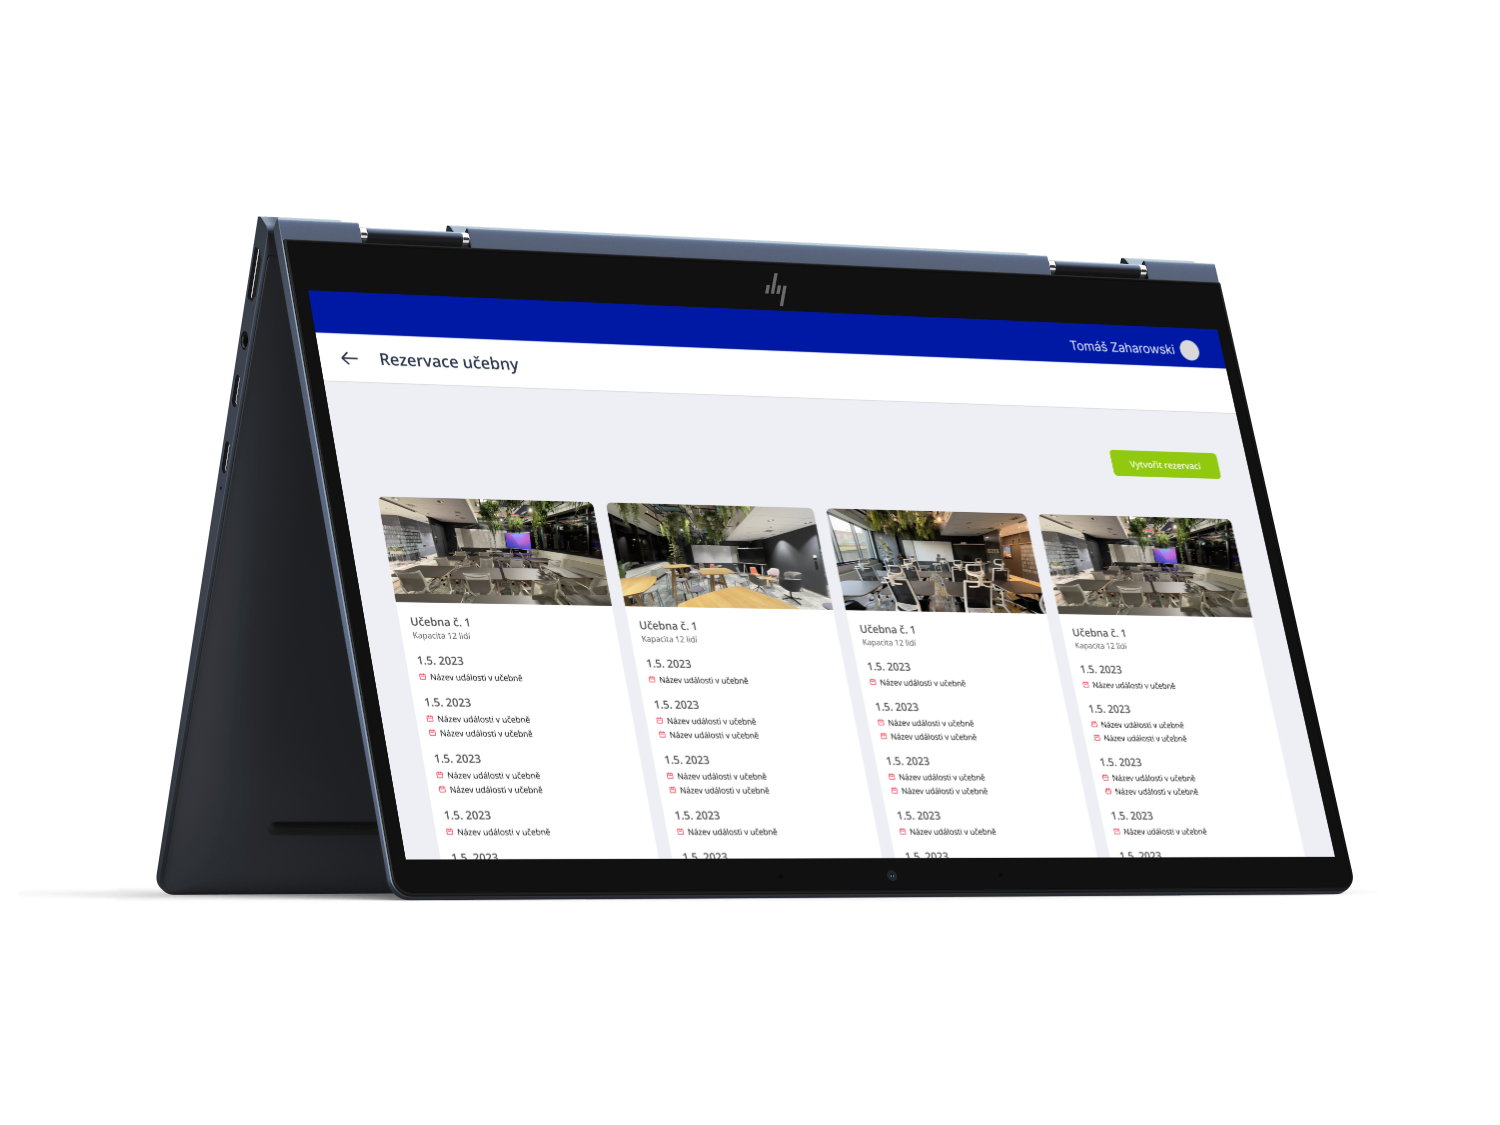 Tomáš Zaharowski
Rezervace učebny
Vytvořit rezervaci
Učebna č. 1
Kapacita 12 lidí
1.5. 2023
Název události v učebně
1.5. 2023
Název události v učebně
Název události v učebně
1.5. 2023
Název události v učebně
Název události v učebně
1.5. 2023
Název události v učebně
1.5. 2023
Učebna č. 1
Kapacita 12 lidí
1.5. 2023
Název události v učebně
1.5. 2023
Název události v učebně
Název události v učebně
1.5. 2023
Název události v učebně
Název události v učebně
1.5. 2023
Název události v učebně
1.5. 2023
Učebna č. 1
Kapacita 12 lidí
1.5. 2023
Název události v učebně
1.5. 2023
Název události v učebně
Název události v učebně
1.5. 2023
Název události v učebně
Název události v učebně
1.5. 2023
Název události v učebně
1.5. 2023
Učebna č. 1
Kapacita 12 lidí
1.5. 2023
Název události v učebně
1.5. 2023
Název události v učebně
Název události v učebně
1.5. 2023
Název události v učebně
Název události v učebně
1.5. 2023
Název události v učebně
1.5. 2023